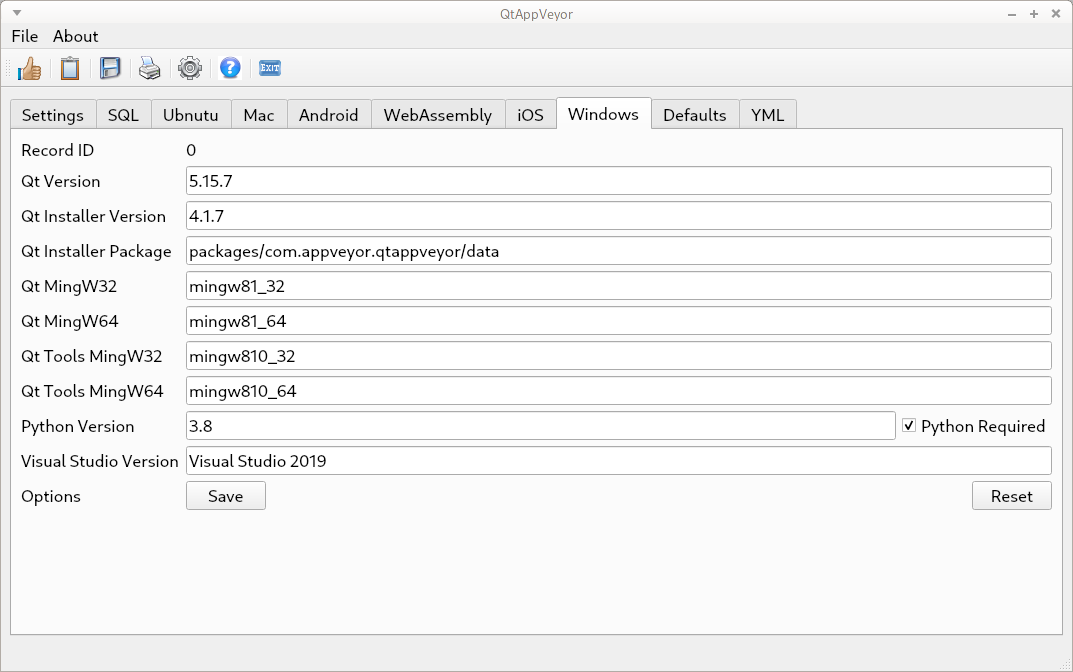 QtAppVeyor
File About
? EXIT
Settings SQL Ubnutu Mac Android WebAssembly iOS Windows Defaults YML
Record ID 0
Qt Version 5.15.7
Qt Installer Version 4.1.7
Qt Installer Package packages/com.appveyor.qtappveyor/data
Qt MingW32 mingw81_32
Qt MingW64 mingw81_64
Qt Tools MingW32 mingw810_32
Qt Tools MingW64 mingw810_64
Python Version 3.8 Python Required
Visual Studio Version Visual Studio 2019
Options Save Reset